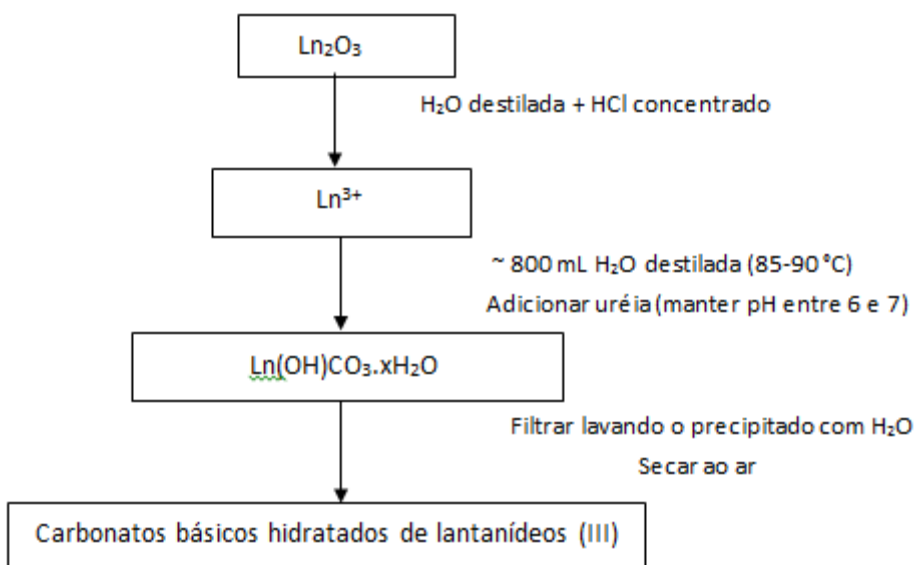 Ln₂O₃
H₂O destilada + HCl concentrado
Ln³⁺
~ 800 mL H₂O destilada (85-90 °C)
Adicionar uréia (manter pH entre 6 e 7)
Ln(OH)CO₃.xH₂O
Filtrar lavando o precipitado com H₂O
Secar ao ar
Carbonatos básicos hidratados de lantanídeos (III)